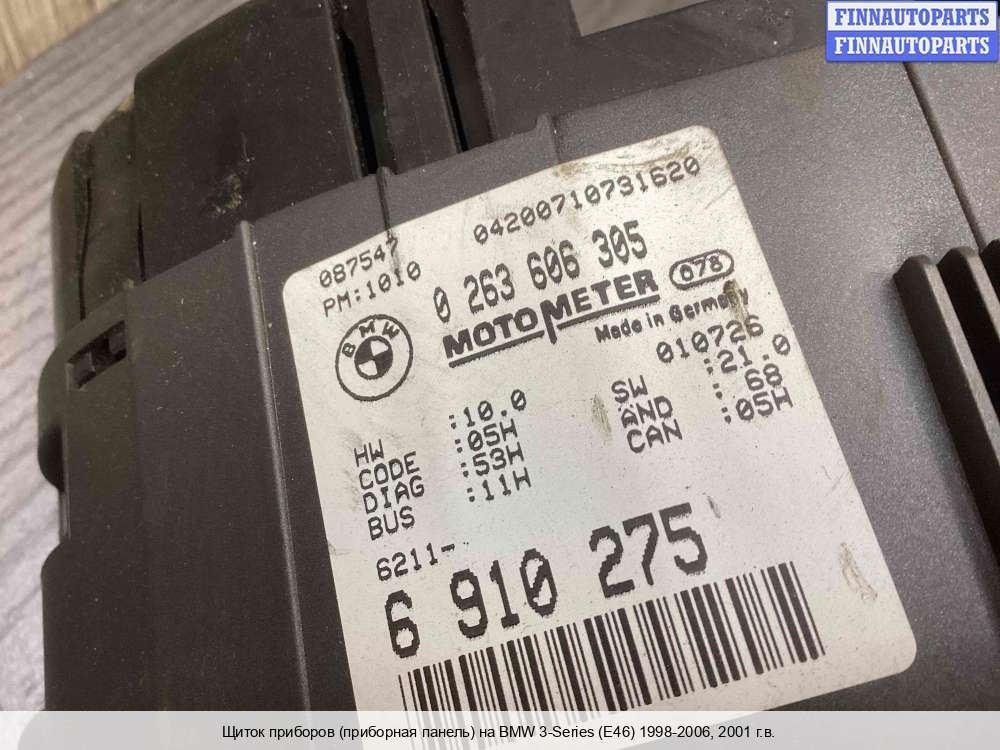 FINNAUTOPARTS
FINNAUTOPARTS
087547 04200710731620
PM:1010 0 263 606 305
BMW MOTOMETER 078
Made in Germany
010726
HW :10.0 SW :21.0
CODE :05H AND :68
DIAG :53H CAN :05H
BUS :11H
6211-
6 910 275
Щиток приборов (приборная панель) на BMW 3-Series (E46) 1998-2006, 2001 г.в.